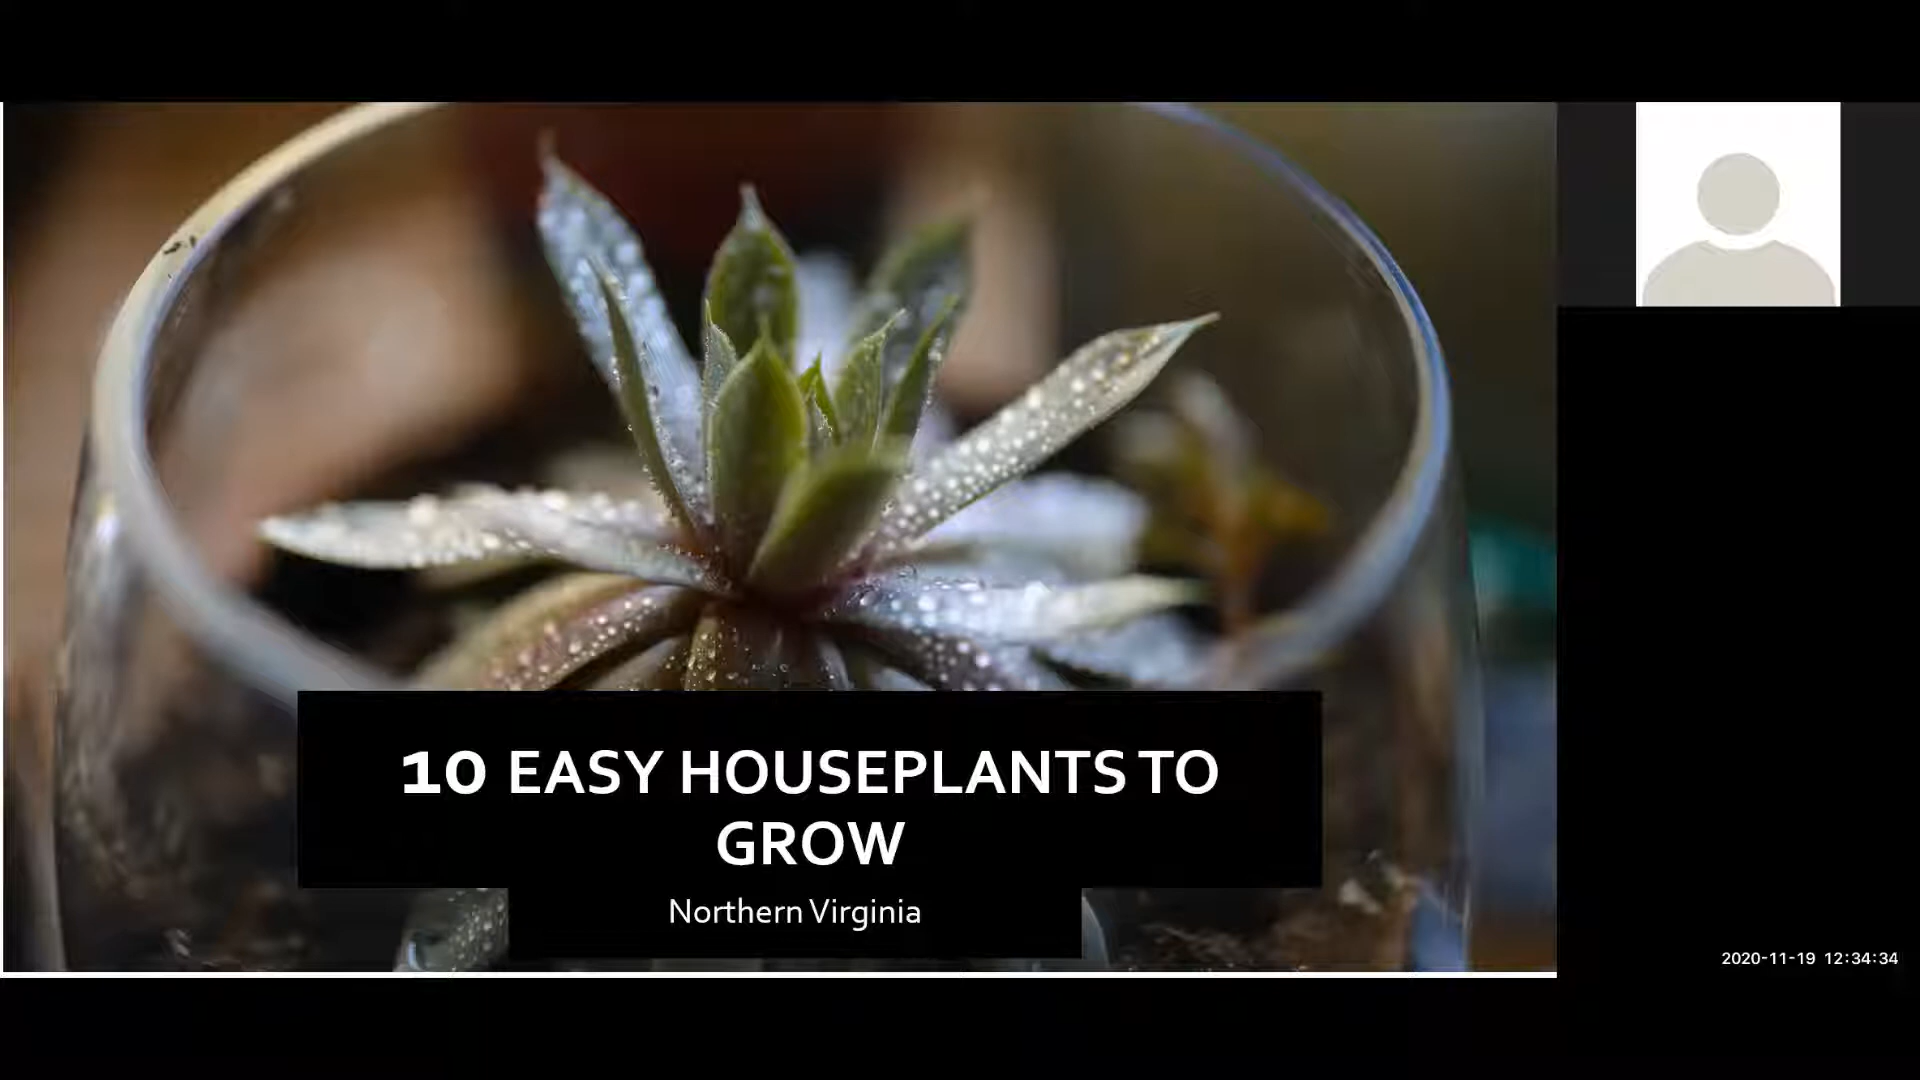 10 EASY HOUSEPLANTS TO
GROW
Northern Virginia
2020-11-19 12:34:34